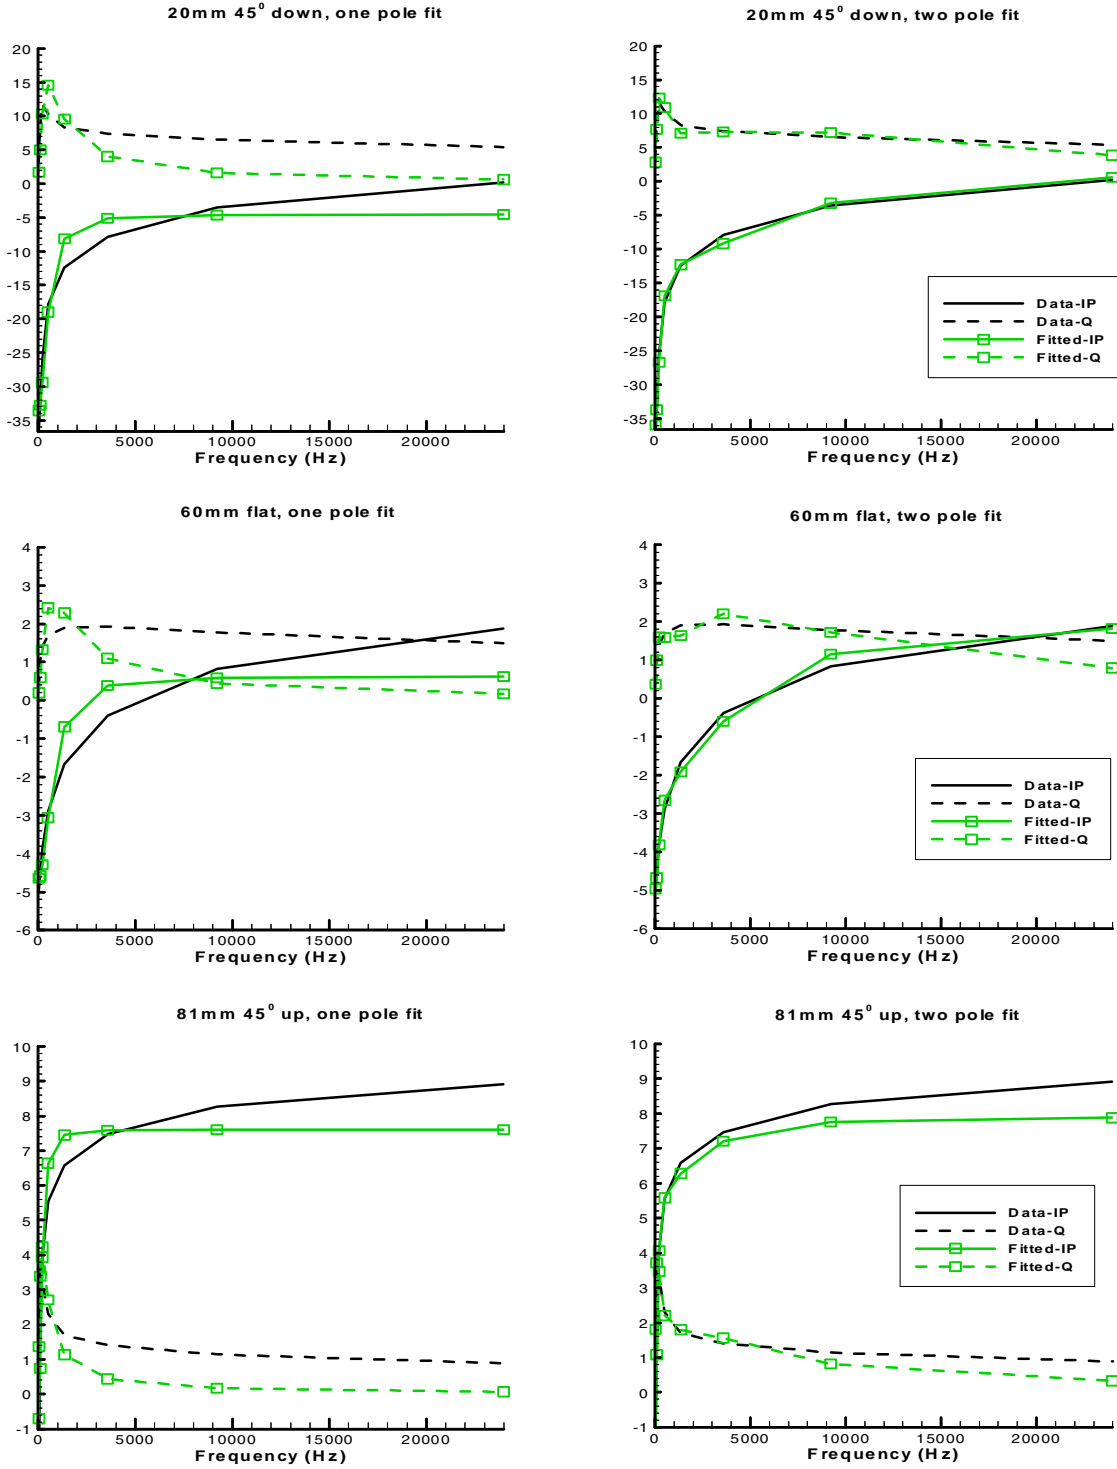 20mm 45⁰ down, one pole fit
20
15
10
5
0
-5
-10
-15
-20
-25
-30
-35
0 5000 10000 15000 20000
Frequency (Hz)
20mm 45⁰ down, two pole fit
20
15
10
5
0
-5
-10
-15
-20
-25
-30
-35
0 5000 10000 15000 20000
Frequency (Hz)
Data-IP
Data-Q
Fitted-IP
Fitted-Q
60mm flat, one pole fit
4
3
2
1
0
-1
-2
-3
-4
-5
-6
0 5000 10000 15000 20000
Frequency (Hz)
60mm flat, two pole fit
4
3
2
1
0
-1
-2
-3
-4
-5
-6
0 5000 10000 15000 20000
Frequency (Hz)
Data-IP
Data-Q
Fitted-IP
Fitted-Q
81mm 45⁰ up, one pole fit
10
9
8
7
6
5
4
3
2
1
0
-1
0 5000 10000 15000 20000
Frequency (Hz)
81mm 45⁰ up, two pole fit
10
9
8
7
6
5
4
3
2
1
0
-1
0 5000 10000 15000 20000
Frequency (Hz)
Data-IP
Data-Q
Fitted-IP
Fitted-Q